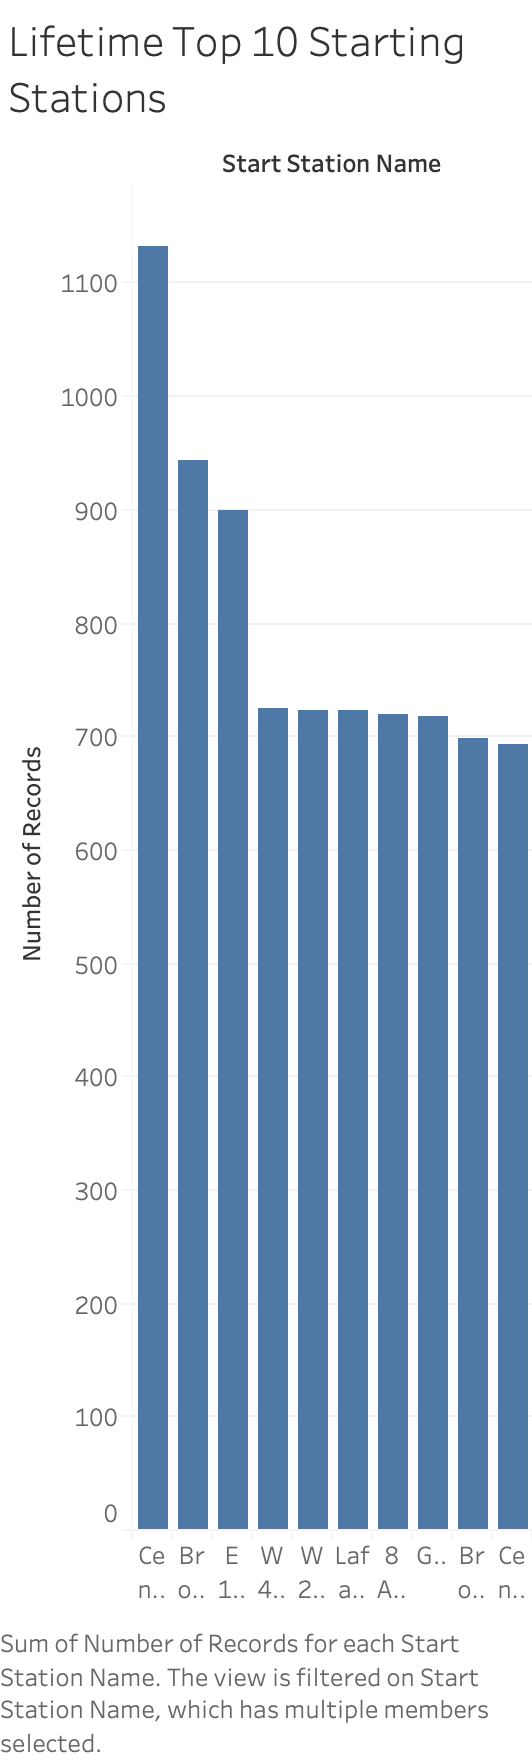 Lifetime Top 10 Starting
Stations
Start Station Name
Number of Records
1100
1000
900
800
700
600
500
400
300
200
100
0
Ce Br E W W Laf 8 G.. Br Ce
n.. o.. 1.. 4.. 2.. a.. A.. o.. n..
Sum of Number of Records for each Start
Station Name. The view is filtered on Start
Station Name, which has multiple members
selected.